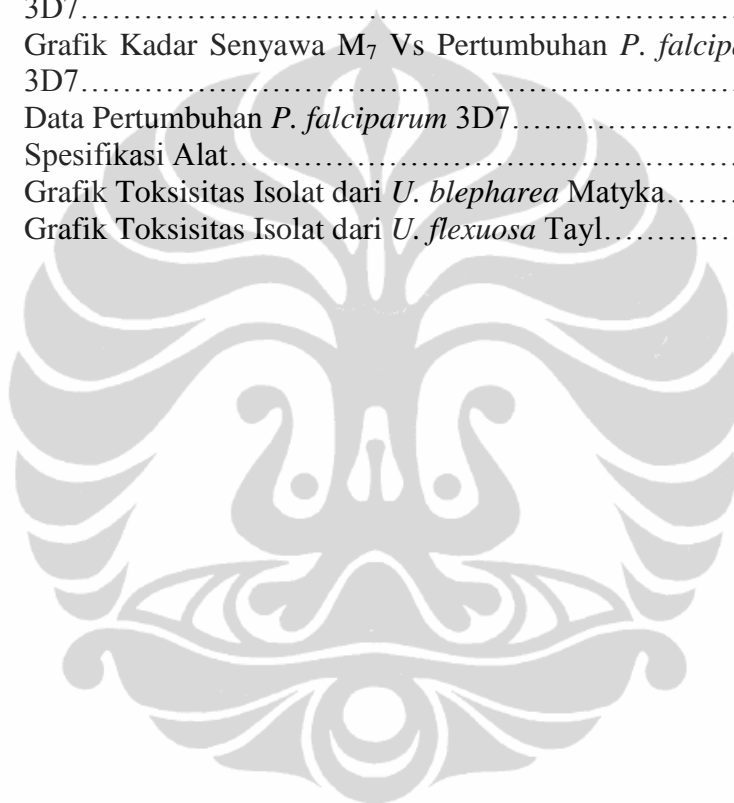 3D7……………………………………………………………
Grafik Kadar Senyawa M₇ Vs Pertumbuhan P.
3D7……………………………………………………………
Data Pertumbuhan P. falciparum 3D7………………
Spesifikasi Alat………………………………………………
Grafik Toksisitas Isolat dari U. blepharea Matyka……
Grafik Toksisitas Isolat dari U. flexuosa Tayl…………